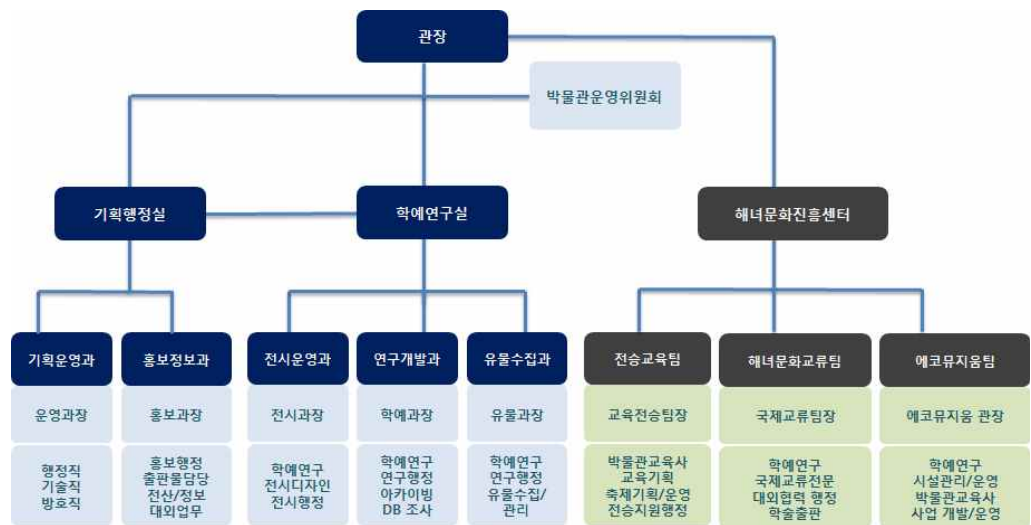 관장
박물관운영위원회
기획행정실
학예연구실
해녀문화진흥센터
기획운영과
홍보정보과
전시운영과
연구개발과
유물수집과
전승교육팀
해녀문화교류팀
에코뮤지움팀
운영과장
홍보과장
전시과장
학예과장
유물과장
교육전승팀장
국제교류팀장
에코뮤지움 관장
행정직
기술직
방호직
홍보행정
출판물담당
전산/정보
대외업무
학예연구
전시디자인
전시행정
학예연구
연구행정
아카이빙
DB 조사
학예연구
연구행정
유물수집/
관리
박물관교육사
교육기획
축제기획/운영
전승지원행정
학예연구
국제교류전문
대외협력 행정
학술출판
학예연구
시설관리/운영
박물관교육사
사업 개발/운영